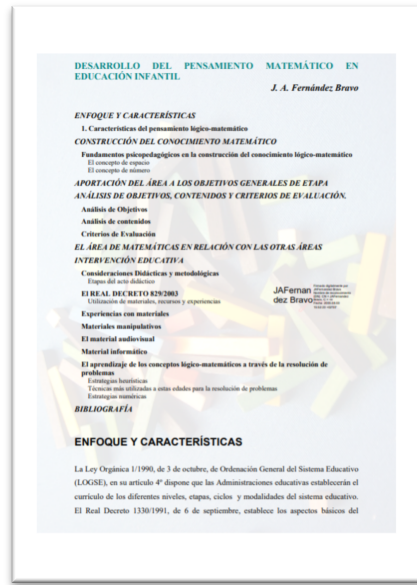 DESARROLLO DEL PENSAMIENTO MATEMÁTICO EN
EDUCACIÓN INFANTIL
J. A. Fernández Bravo
ENFOQUE Y CARACTERÍSTICAS
1. Características del pensamiento lógico-matemático
CONSTRUCCIÓN DEL CONOCIMIENTO MATEMÁTICO
Fundamentos psicopedagógicos en la construcción del conocimiento lógico-matemático
El concepto de espacio
El concepto de número
APORTACIÓN DEL ÁREA A LOS OBJETIVOS GENERALES DE ETAPA
ANÁLISIS DE OBJETIVOS, CONTENIDOS Y CRITERIOS DE EVALUACIÓN.
Análisis de Objetivos
Análisis de contenidos
Criterios de Evaluación
EL ÁREA DE MATEMÁTICAS EN RELACIÓN CON LAS OTRAS ÁREAS
INTERVENCIÓN EDUCATIVA
Consideraciones Didácticas y metodológicas
Etapas del acto didáctico
El REAL DECRETO 829/2003
Utilización de materiales, recursos y experiencias
JAFernan
dez Bravo
Experiencias con materiales
Materiales manipulativos
El material audiovisual
Material informático
El aprendizaje de los conceptos lógico-matemáticos a través de la resolución de
problemas
Estrategias heurísticas
Técnicas más utilizadas a estas edades para la resolución de problemas
Estrategias numéricas
BIBLIOGRAFÍA
ENFOQUE Y CARACTERÍSTICAS
La Ley Orgánica 1/1990, de 3 de octubre, de Ordenación General del Sistema Educativo
(LOGSE), en su artículo 4º dispone que las Administraciones educativas establecerán el
currículo de los diferentes niveles, etapas, ciclos y modalidades del sistema educativo.
El Real Decreto 1330/1991, de 6 de septiembre, establece los aspectos básicos del